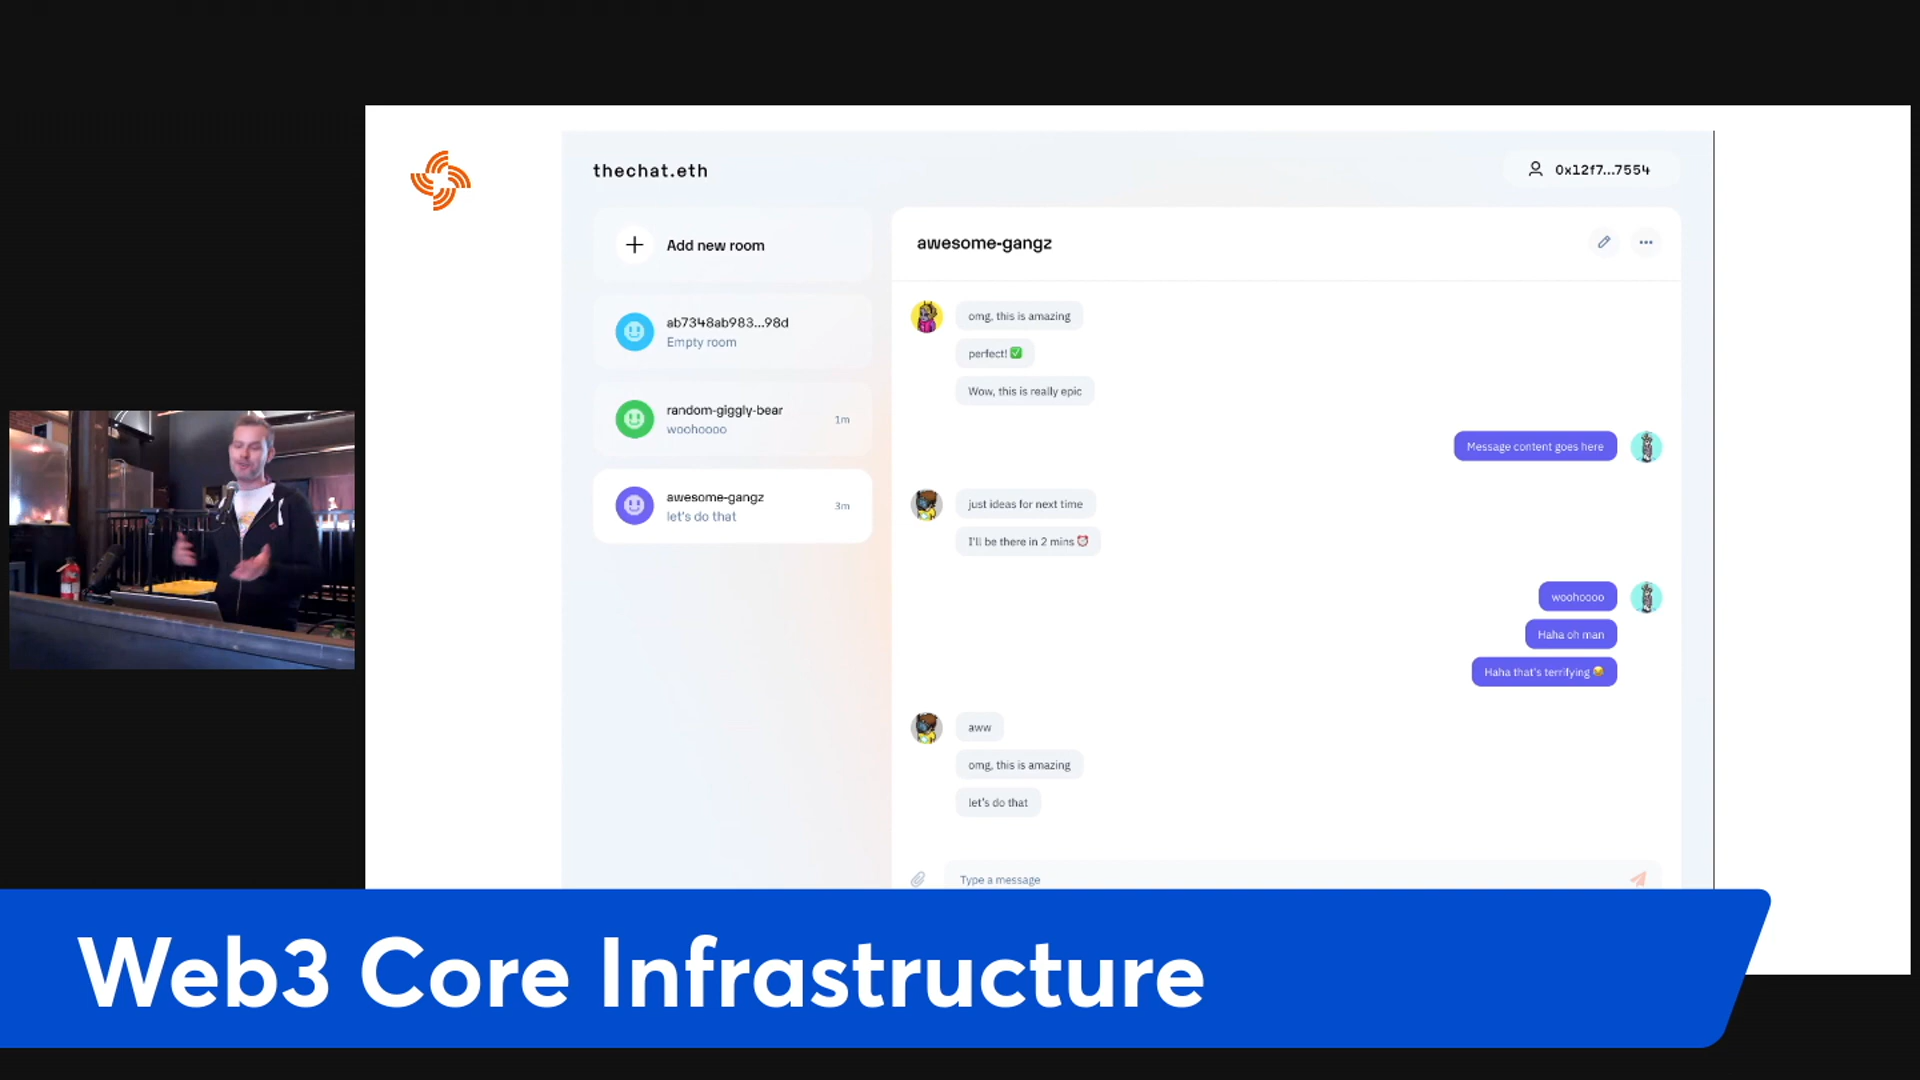 thechat.eth
0x12f7...7554
Add new room
ab7348ab983...98d
Empty room
random-giggly-bear
woohoooo
1m
awesome-gangz
let's do that
3m
awesome-gangz
omg, this is amazing
perfect! ✅
Wow, this is really epic
Message content goes here
just ideas for next time
I'll be there in 2 mins ⏰
woohoooo
Haha oh man
Haha that's terrifying 😂
aww
omg, this is amazing
let's do that
Type a message
Web3 Core Infrastructure